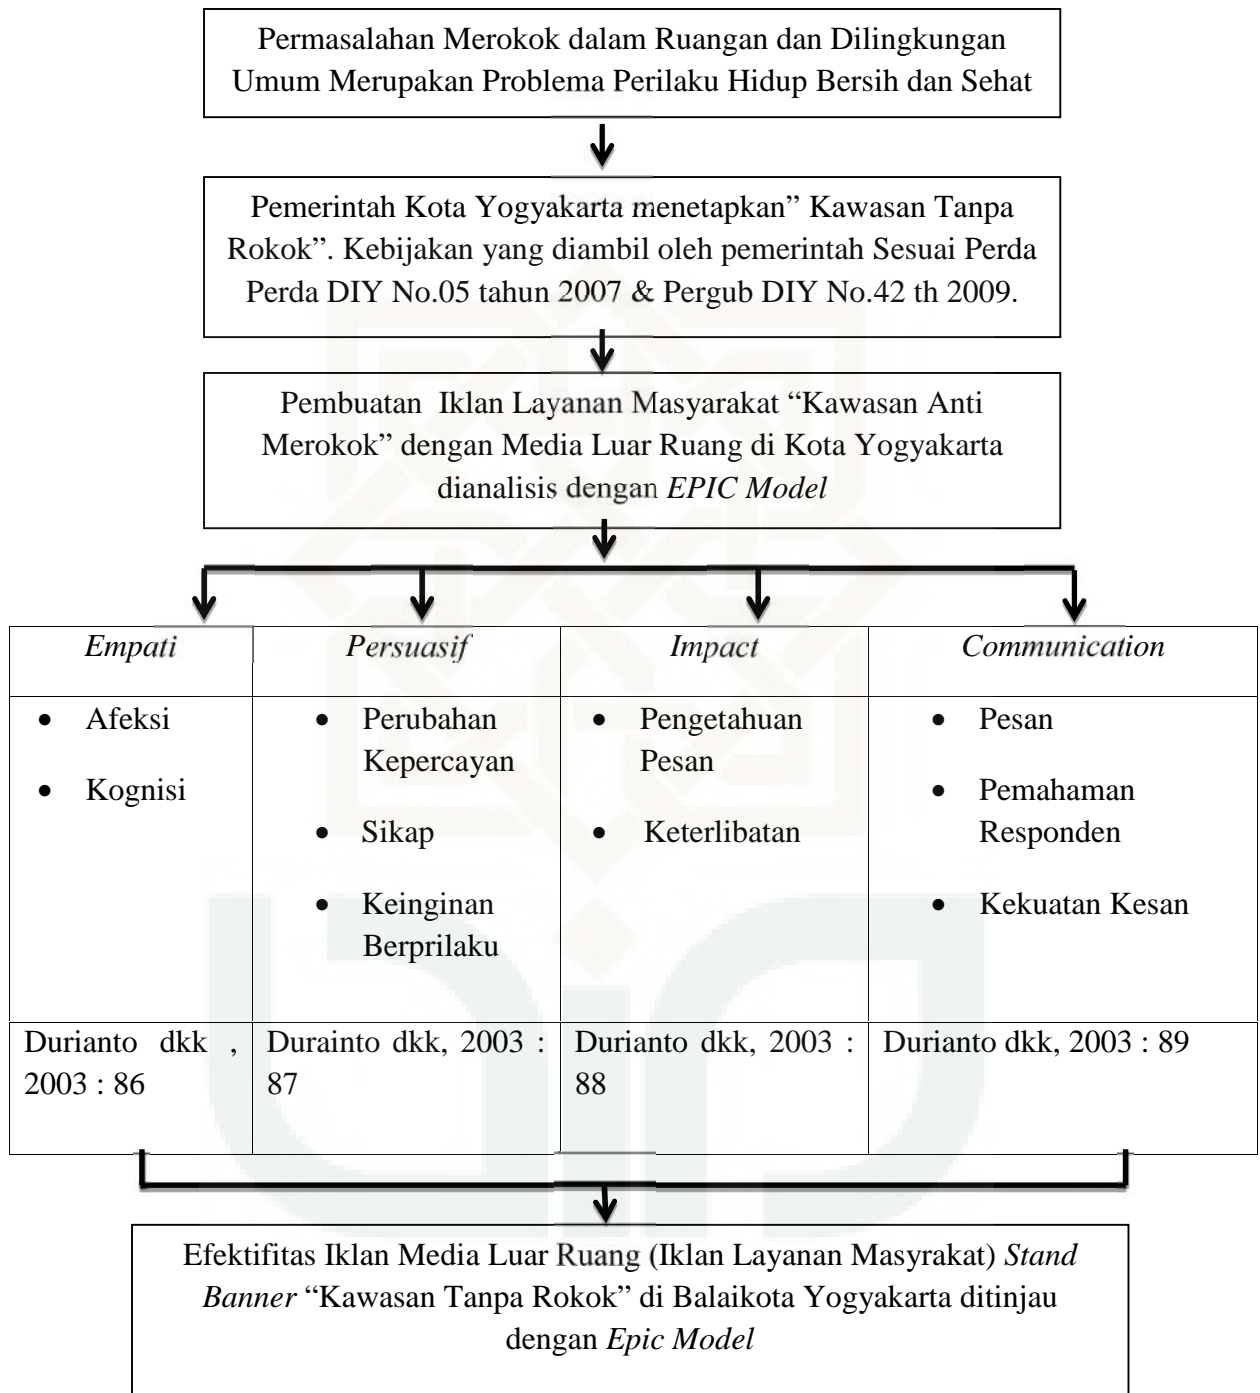 Permasalahan Merokok dalam Ruangan dan Dilingkungan
Umum Merupakan Problema Perilaku Hidup Bersih dan Sehat
Pemerintah Kota Yogyakarta menetapkan” Kawasan Tanpa
Rokok”. Kebijakan yang diambil oleh pemerintah Sesuai Perda
Perda DIY No.05 tahun 2007 & Pergub DIY No.42 th 2009.
Pembuatan Iklan Layanan Masyarakat “Kawasan Anti
Merokok” dengan Media Luar Ruang di Kota Yogyakarta
dianalisis dengan EPIC Model
Empati
• Afeksi
• Kognisi
Durianto dkk ,
2003 : 86
Persuasif
• Perubahan
Kepercayan
• Sikap
• Keinginan
Berprilaku
Durainto dkk, 2003 :
87
Impact
• Pengetahuan
Pesan
• Keterlibatan
Durianto dkk, 2003 :
88
Communication
• Pesan
• Pemahaman
Responden
• Kekuatan Kesan
Durianto dkk, 2003 : 89
Efektifitas Iklan Media Luar Ruang (Iklan Layanan Masyrakat) Stand
Banner “Kawasan Tanpa Rokok” di Balaikota Yogyakarta ditinjau
dengan Epic Model